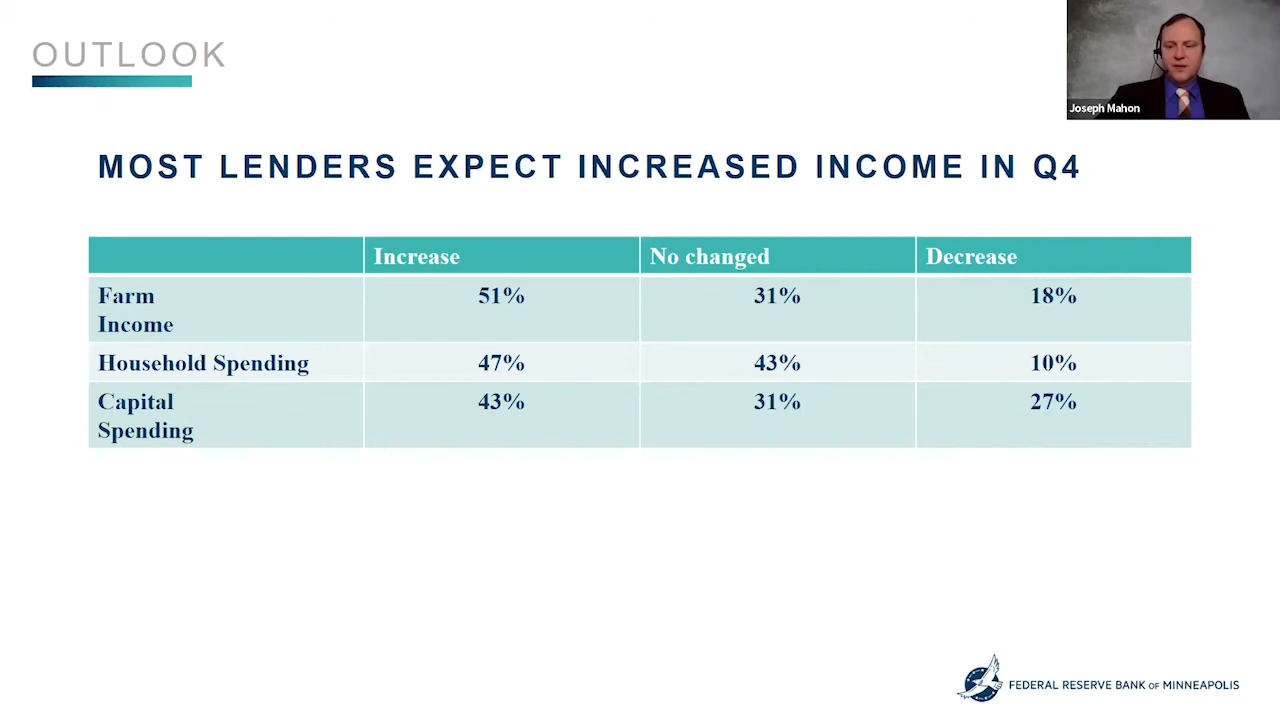 OUTLOOK
Joseph Mahon
MOST LENDERS EXPECT INCREASED INCOME IN Q4
Increase No changed Decrease
Farm
Income 51% 31% 18%
Household Spending 47% 43% 10%
Capital
Spending 43% 31% 27%
FEDERAL RESERVE BANK OF MINNEAPOLIS